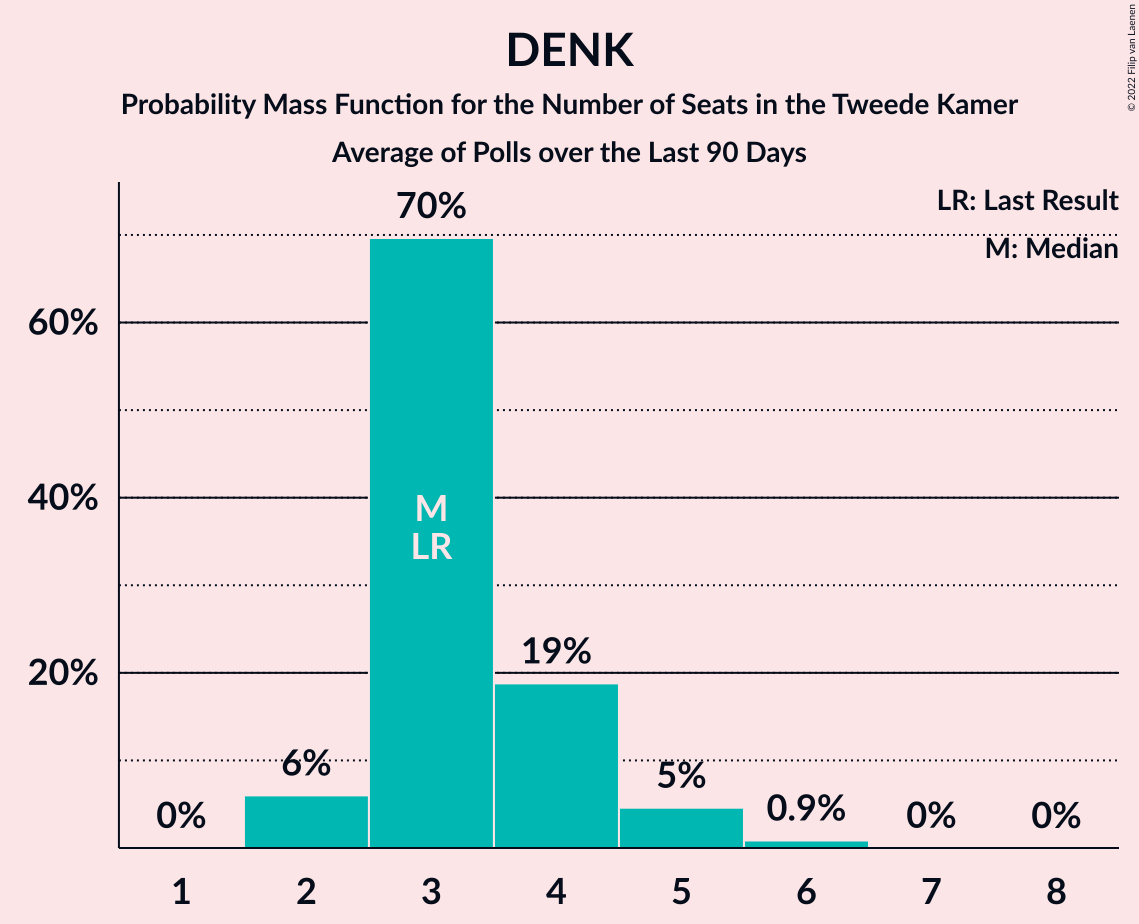 DENK
Probability Mass Function for the Number of Seats in the Tweede Kamer
Average of Polls over the Last 90 Days
© 2022 Filip van Laenen
LR: Last Result
M: Median
70%
60%
40%
M
LR
20%
19%
6%
5%
0%
0.9%
0%
0%
1 2 3 4 5 6 7 8